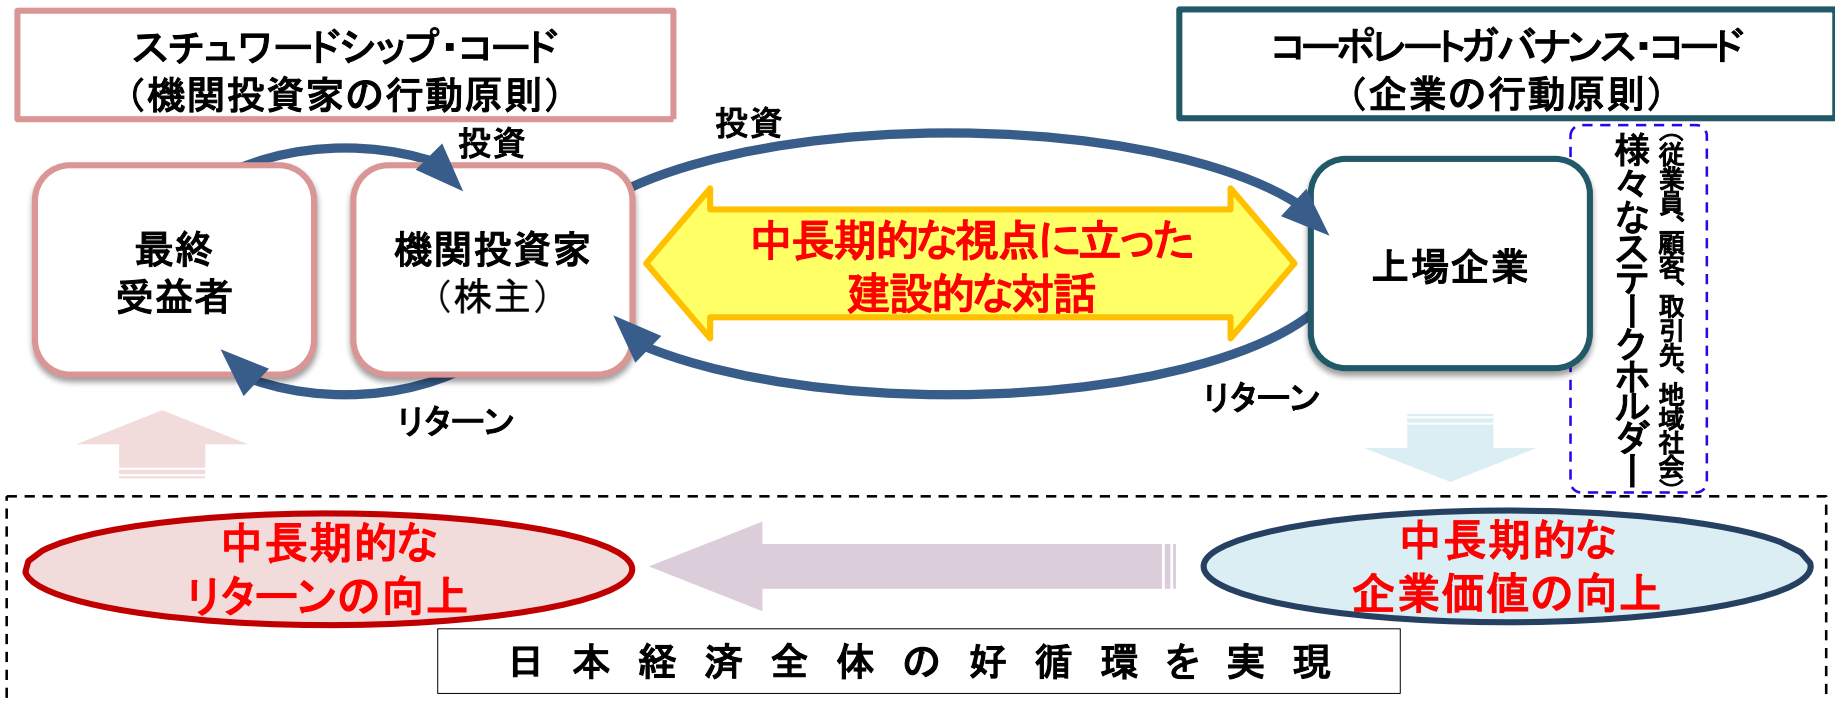 スチュワードシップ・コード
（機関投資家の行動原則）
コーポレートガバナンス・コード
（企業の行動原則）
投資
投資
最終
受益者
機関投資家
（株主）
中長期的な視点に立った
建設的な対話
上場企業
様々なステークホルダー
（従業員、顧客、取引先、地域社会）
リターン
リターン
中長期的な
リターンの向上
中長期的な
企業価値の向上
日本経済全体の好循環を実現